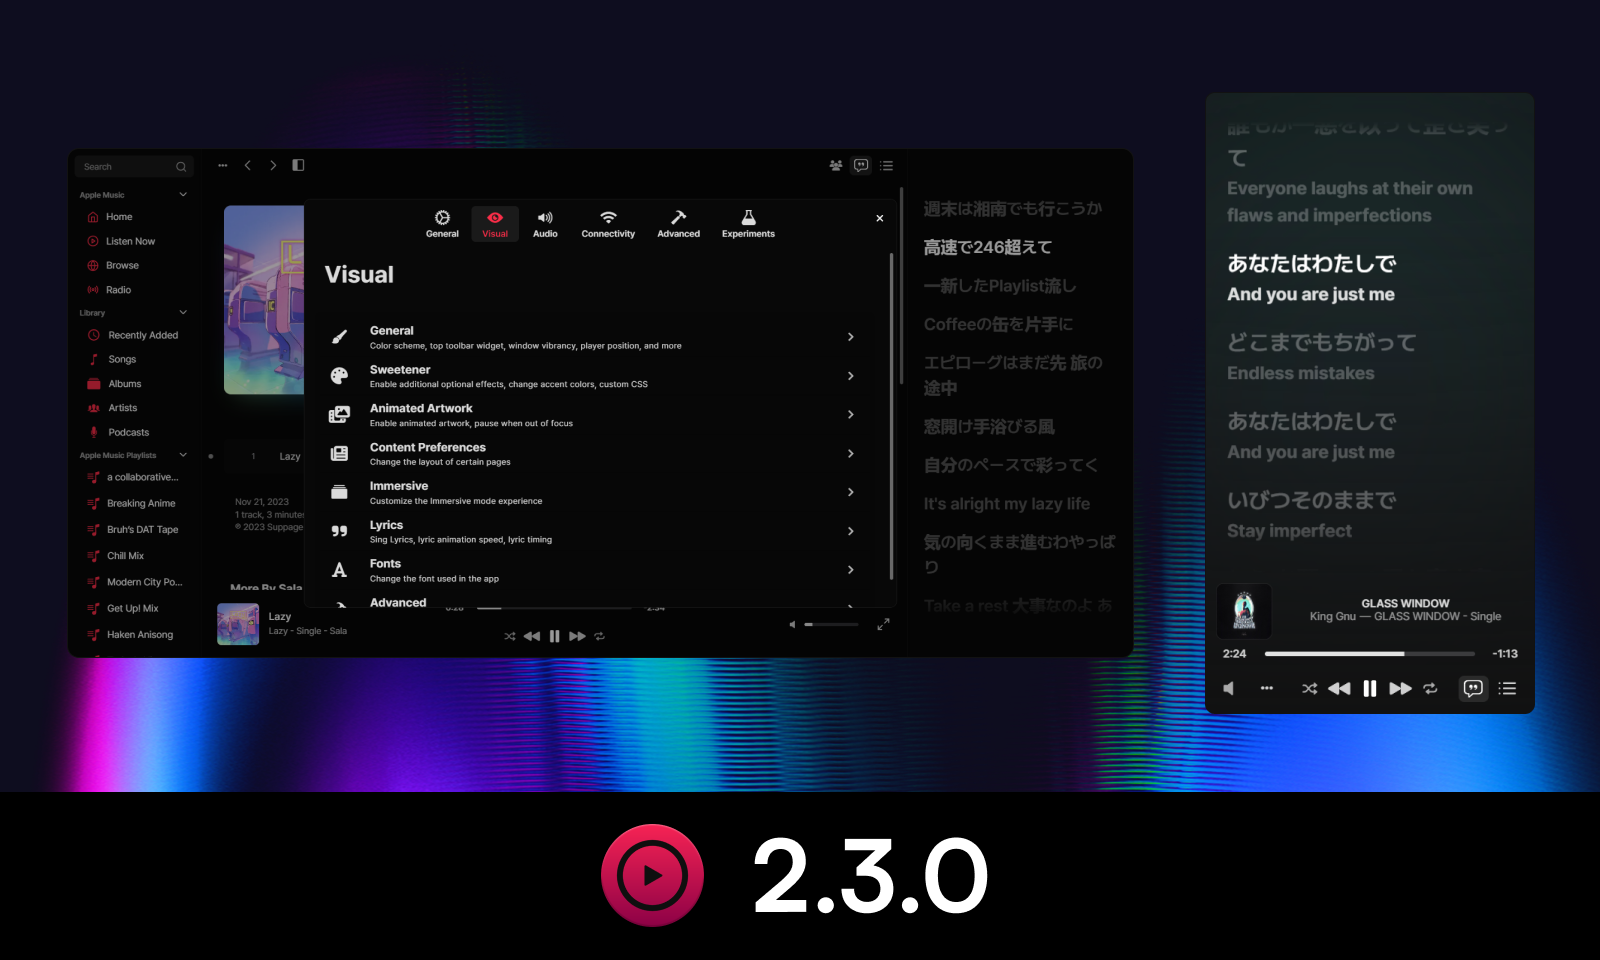 Search
Apple Music
Home
Listen Now
Browse
Radio
Library
Recently Added
Songs
Albums
Artists
Podcasts
Apple Music Playlists
a collaborative...
Breaking Anime
Bruh's DAT Tape
Chill Mix
Modern City Po...
Get Up! Mix
Haken Anisong
1 Lazy
Nov 21, 2023
1 track, 3 minutes
℗ 2023 Suppage
More By Sala
General
Visual
Audio
Connectivity
Advanced
Experiments
Visual
General
Color scheme, top toolbar widget, window vibrancy, player position, and more
Sweetener
Enable additional optional effects, change accent colors, custom CSS
Animated Artwork
Enable animated artwork, pause when out of focus
Content Preferences
Change the layout of certain pages
Immersive
Customize the Immersive mode experience
Lyrics
Sing Lyrics, lyric animation speed, lyric timing
Fonts
Change the font used in the app
Advanced
Lazy
Lazy - Single - Sala
週末は湘南でも行こうか
高速で246超えて
一新したPlaylist流し
Coffeeの缶を片手に
エピローグはまだ先 旅の
途中
窓開け手浴びる風
自分のペースで彩ってく
It's alright my lazy life
気の向くまま進むわやっぱ
り
Take a rest 大事なのよ あ
て
Everyone laughs at their own
flaws and imperfections
あなたはわたしで
And you are just me
どこまでもちがって
Endless mistakes
あなたはわたしで
And you are just me
いびつそのままで
Stay imperfect
GLASS WINDOW
King Gnu — GLASS WINDOW - Single
2:24
-1:13
2.3.0